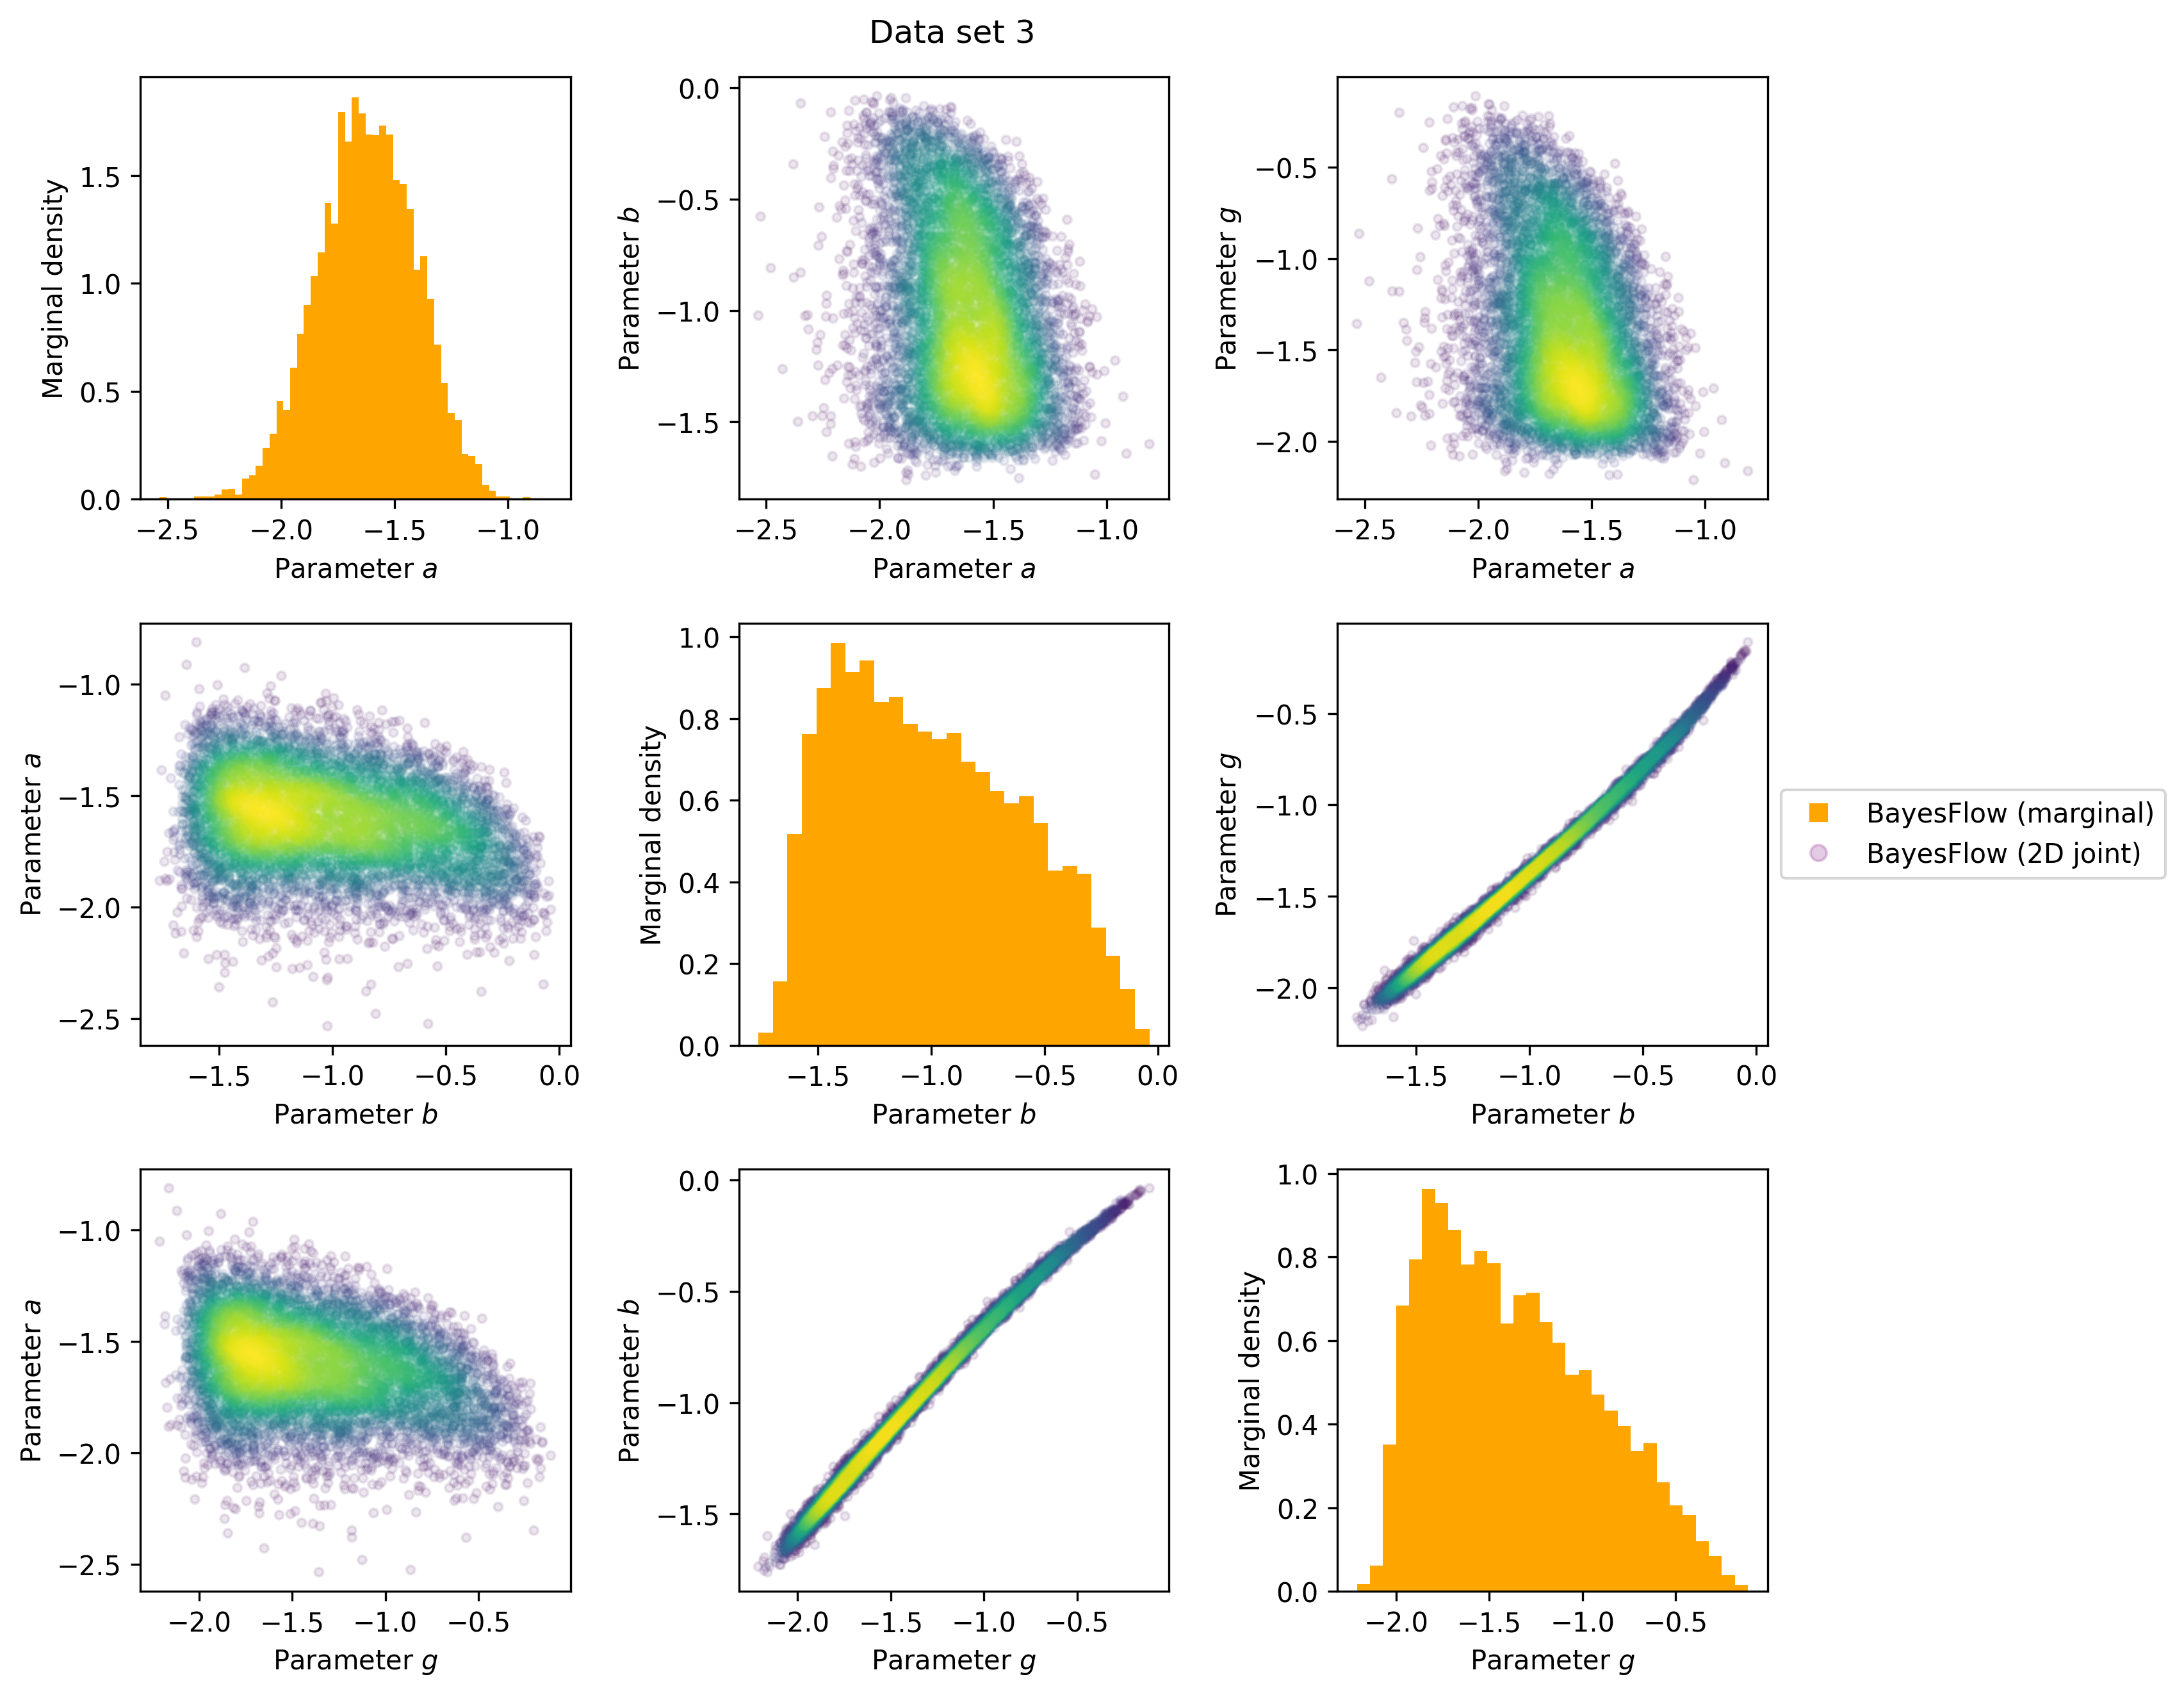 Data set 3
Marginal density
1.5
1.0
0.5
0.0
−2.5 −2.0 −1.5 −1.0
Parameter a
Parameter b
0.0
−0.5
−1.0
−1.5
−2.5 −2.0 −1.5 −1.0
Parameter a
Parameter g
−0.5
−1.0
−1.5
−2.0
−2.5 −2.0 −1.5 −1.0
Parameter a
Parameter a
−1.0
−1.5
−2.0
−2.5
−1.5 −1.0 −0.5 0.0
Parameter b
Marginal density
1.0
0.8
0.6
0.4
0.2
0.0
−1.5 −1.0 −0.5 0.0
Parameter b
Parameter g
−0.5
−1.0
−1.5
−2.0
−1.5 −1.0 −0.5 0.0
Parameter b
BayesFlow (marginal)
BayesFlow (2D joint)
Parameter a
−1.0
−1.5
−2.0
−2.5
−2.0 −1.5 −1.0 −0.5
Parameter g
Parameter b
0.0
−0.5
−1.0
−1.5
−2.0 −1.5 −1.0 −0.5
Parameter g
Marginal density
1.0
0.8
0.6
0.4
0.2
0.0
−2.0 −1.5 −1.0 −0.5
Parameter g